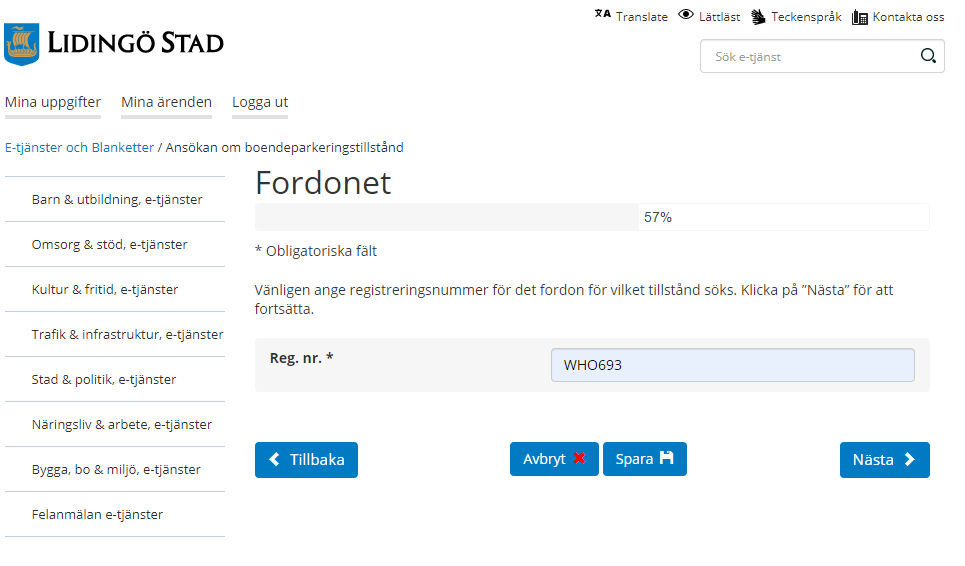 Translate Lättläst Teckenspråk Kontakta oss
LIDINGÖ STAD
Sök e-tjänst
Mina uppgifter Mina ärenden Logga ut
E-tjänster och Blanketter / Ansökan om boendeparkeringstillstånd
Barn & utbildning, e-tjänster
Omsorg & stöd, e-tjänster
Kultur & fritid, e-tjänster
Trafik & infrastruktur, e-tjänster
Stad & politik, e-tjänster
Näringsliv & arbete, e-tjänster
Bygga, bo & miljö, e-tjänster
Felanmälan e-tjänster
Fordonet
57%
* Obligatoriska fält
Vänligen ange registreringsnummer för det fordon för vilket tillstånd söks. Klicka på ”Nästa” för att
fortsätta.
Reg. nr. * WHO693
Tillbaka Avbryt Spara Nästa